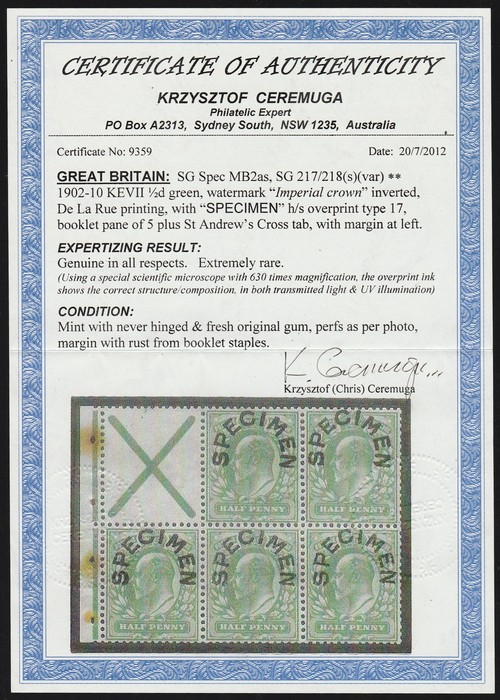 CERTIFICATE OF AUTHENTICITY
KRZYSZTOF CEREMUGA
Philatelic Expert
PO Box A2313, Sydney South, NSW 1235, Australia
Certificate No: 9359 Date: 20/7/2012
GREAT BRITAIN: SG Spec MB2as, SG 217/218(s)(var) **
1902-10 KEVII ½d green, watermark “Imperial crown” inverted,
De La Rue printing, with “SPECIMEN” h/s overprint type 17,
booklet pane of 5 plus St Andrew’s Cross tab, with margin at left.
EXPERTIZING RESULT:
Genuine in all respects. Extremely rare.
(Using a special scientific microscope with 630 times magnification, the overprint ink
shows the correct structure/composition, in both transmitted light & UV illumination)
CONDITION:
Mint with never hinged & fresh original gum, perfs as per photo,
margin with rust from booklet staples.
K. Ceremuga...
Krzysztof (Chris) Ceremuga
SPECIMEN SPECIMEN
HALF PENNY HALF PENNY
SPECIMEN SPECIMEN SPECIMEN
HALF PENNY HALF PENNY HALF PENNY